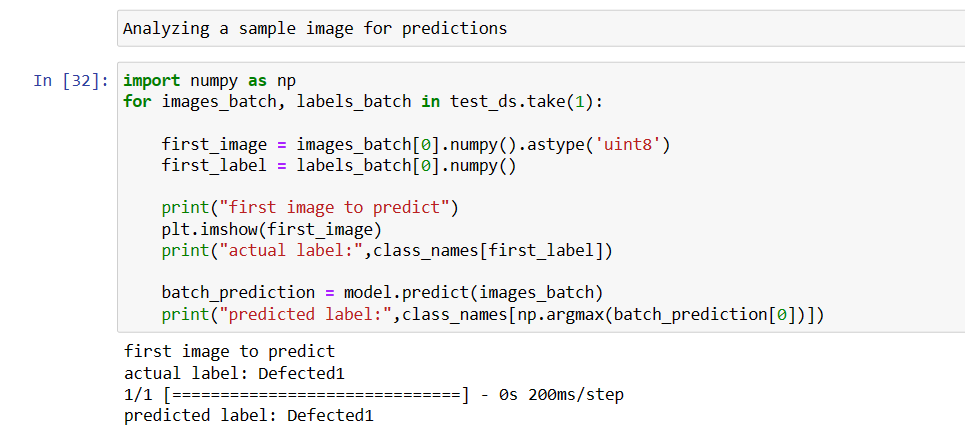 Analyzing a sample image for predictions
In [32]: import numpy as np
for images_batch, labels_batch in test_ds.take(1):
    first_image = images_batch[0].numpy().astype('uint8')
    first_label = labels_batch[0].numpy()
    print("first image to predict")
    plt.imshow(first_image)
    print("actual label:",class_names[first_label])
    batch_prediction = model.predict(images_batch)
    print("predicted label:",class_names[np.argmax(batch_prediction[0])])
first image to predict
actual label: Defected1
1/1 [==============================] - 0s 200ms/step
predicted label: Defected1